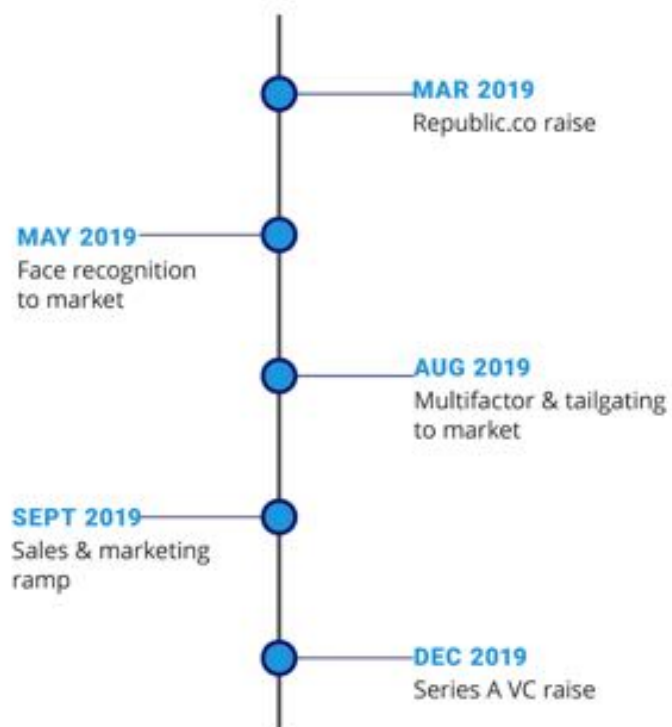 MAR 2019
Republic.co raise
MAY 2019
Face recognition
to market
AUG 2019
Multifactor & tailgating
to market
SEPT 2019
Sales & marketing
ramp
DEC 2019
Series A VC raise